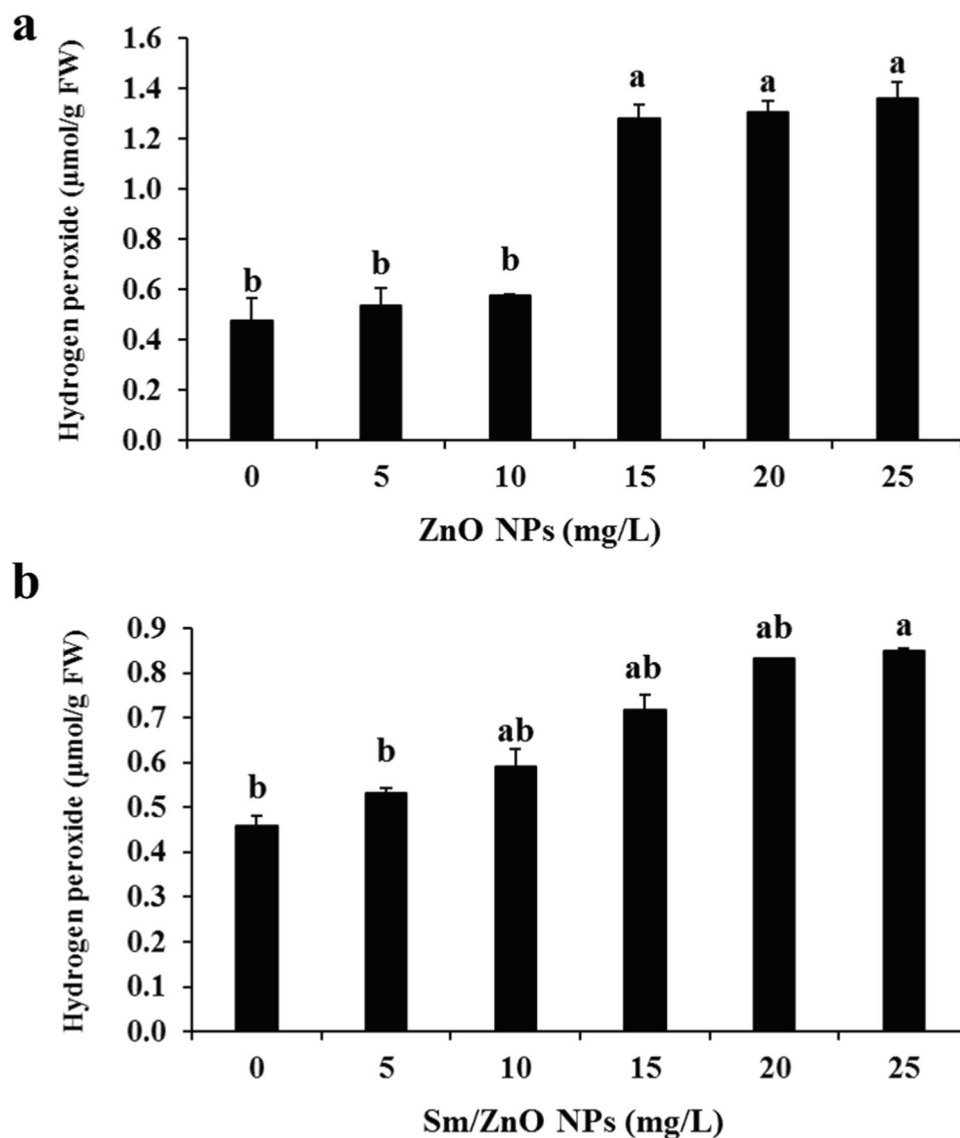 a
Hydrogen peroxide (µmol/g FW)
1.6
1.4
1.2
1.0
0.8
0.6
0.4
0.2
0.0
b
b
b
a
a
a
0
5
10
15
20
25
ZnO NPs (mg/L)
b
Hydrogen peroxide (µmol/g FW)
0.9
0.8
0.7
0.6
0.5
0.4
0.3
0.2
0.1
0.0
b
b
ab
ab
ab
a
0
5
10
15
20
25
Sm/ZnO NPs (mg/L)